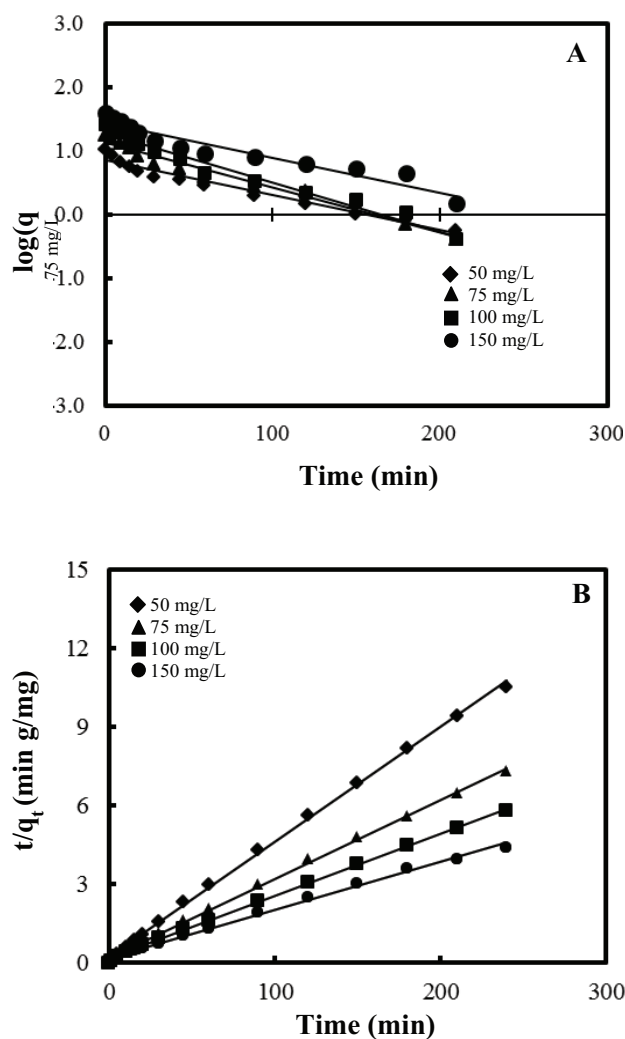 A
3.0
2.0
1.0
.0.0
-1.0
-2.0
-3.0
log(q
-75 mg/L
50 mg/L
75 mg/L
100 mg/L
150 mg/L
0
100
200
300
Time (min)
B
15
12
9
6
3
0
t/qt (min g/mg)
50 mg/L
75 mg/L
100 mg/L
150 mg/L
0
100
200
300
Time (min)